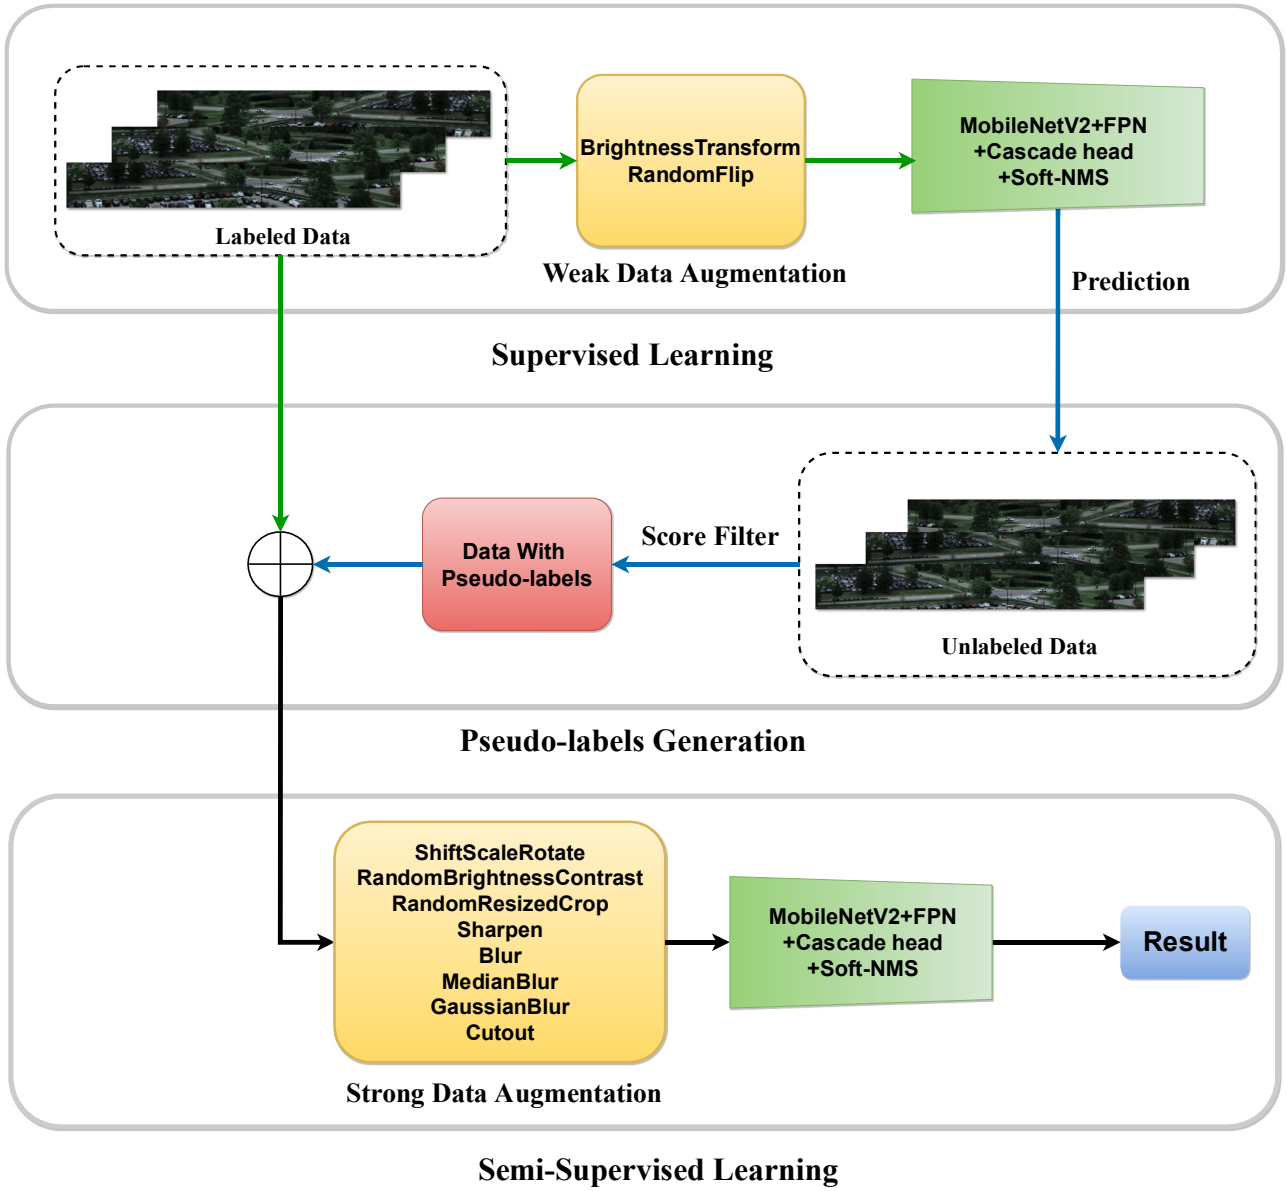 Labeled Data
BrightnessTransform
RandomFlip
Weak Data Augmentation
MobileNetV2+FPN
+Cascade head
+Soft-NMS
Prediction
Supervised Learning
Data With
Pseudo-labels
Score Filter
Unlabeled Data
Pseudo-labels Generation
ShiftScaleRotate
RandomBrightnessContrast
RandomResizedCrop
Sharpen
Blur
MedianBlur
GaussianBlur
Cutout
Strong Data Augmentation
MobileNetV2+FPN
+Cascade head
+Soft-NMS
Result
Semi-Supervised Learning